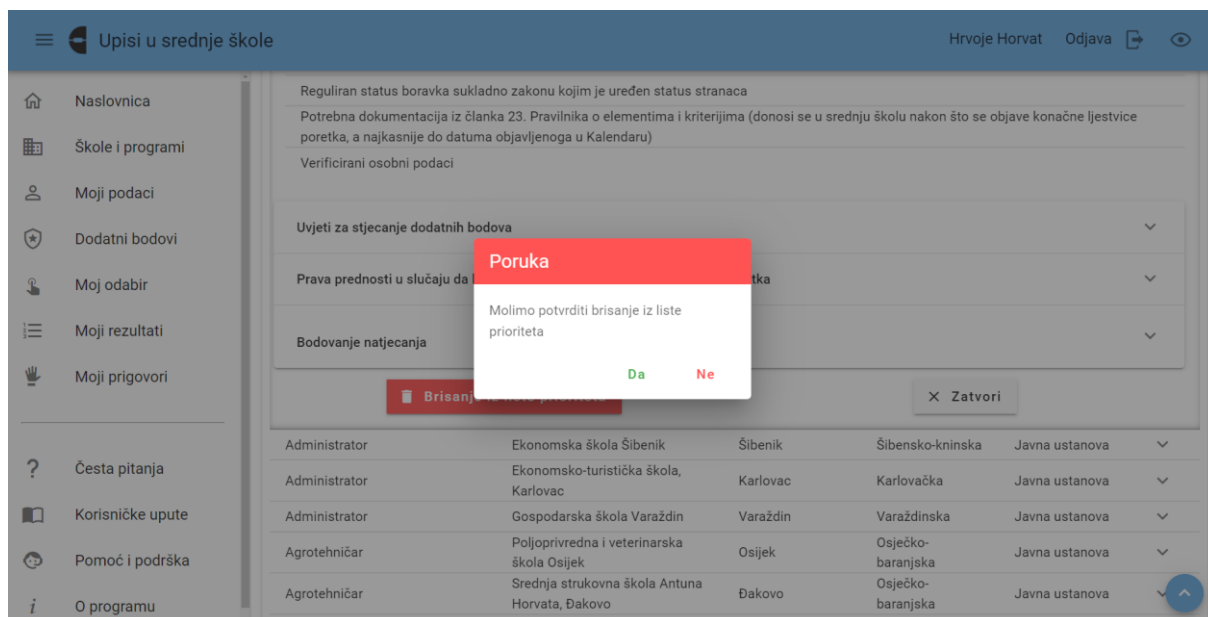 Upisi u srednje škole
Hrvoje Horvat
Odjava
Naslovnica
Škole i programi
Moji podaci
Dodatni bodovi
Moj odabir
Moji rezultati
Moji prigovori
Česta pitanja
Korisničke upute
Pomoć i podrška
O programu
Reguliran status boravka sukladno zakonu kojim je uređen status stranaca
Potrebna dokumentacija iz članka 23. Pravilnika o elementima i kriterijima (donosi se u srednju školu nakon što se objave konačne ljestvice
poretka, a najkasnije do datuma objavljenoga u Kalendaru)
Verificirani osobni podaci
Uvjeti za stjecanje dodatnih bodova
Prava prednosti u slučaju da
Bodovanje natjecanja
Poruka
Molimo potvrditi brisanje iz liste
prioriteta
Da
Ne
Zatvori
Administrator Ekonomska škola Šibenik Šibenik Šibensko-kninska Javna ustanova
Administrator Ekonomsko-turistička škola, Karlovac Karlovačka Javna ustanova
Karlovac
Administrator Gospodarska škola Varaždin Varaždin Varaždinska Javna ustanova
Agrotehničar Poljoprivredna i veterinarska Osijek Osječko- Javna ustanova
škola Osijek baranjska
Agrotehničar Srednja strukovna škola Antuna Đakovo Osječko- Javna ustanova
Horvata, Đakovo baranjska